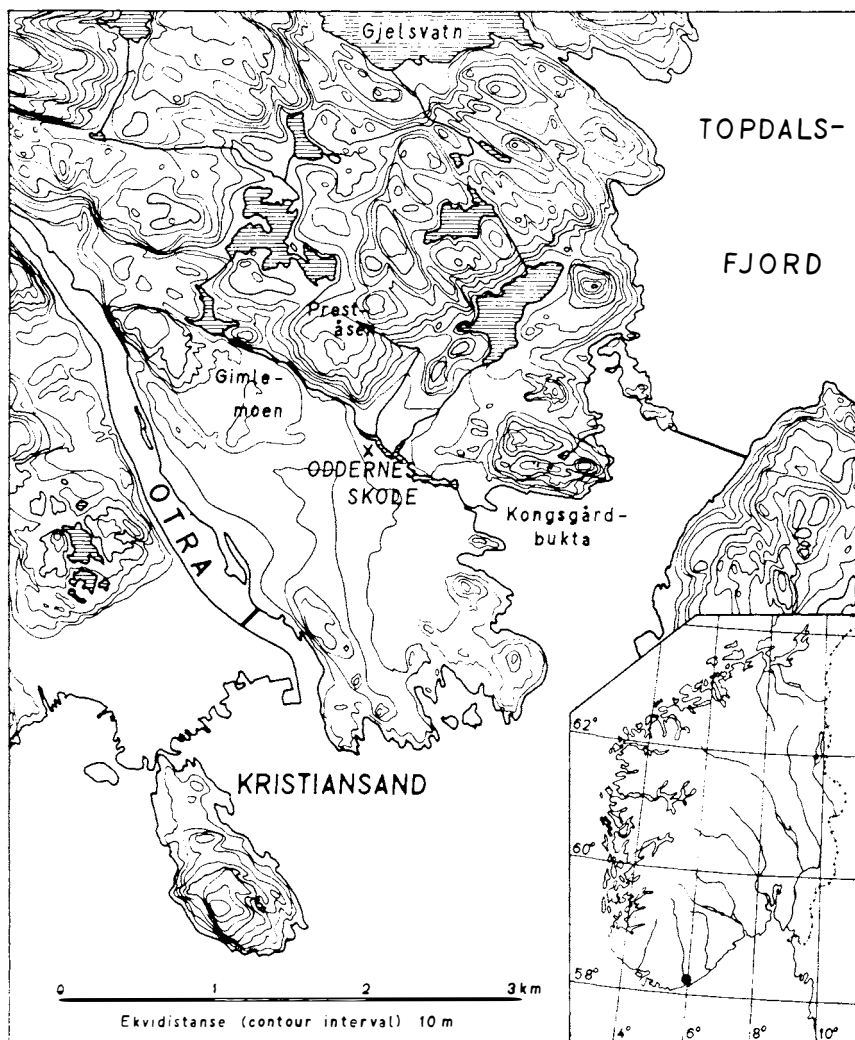 Gjelsvatn
TOPDALS-
FJORD
Prest-
åsen
Gimle-
moen
X
ODDERNES
SKODE
OTRA
Kongsgård-
bukta
KRISTIANSAND
62°
60°
58°
4°
6°
8°
10°
0 1 2 3 km
Ekvidistanse (contour interval) 10 m